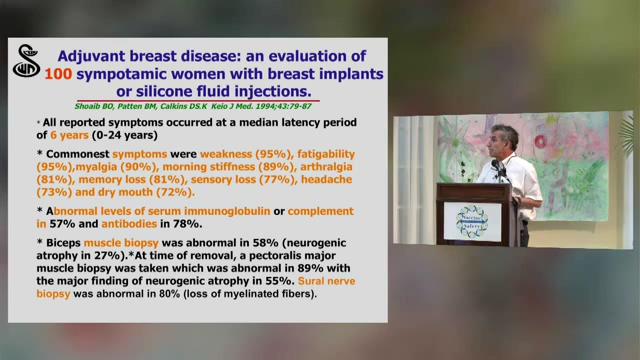 Adjuvant breast disease: an evaluation of
100 sympotamic women with breast implants
or silicone fluid injections.
Shoaib BO, Patten BM, Calkins DS.K Keio J Med. 1994;43:79-87
* All reported symptoms occurred at a median latency period
of 6 years (0-24 years)
* Commonest symptoms were weakness (95%), fatigability
(95%),myalgia (90%), morning stiffness (89%), arthralgia
(81%), memory loss (81%), sensory loss (77%), headache
(73%) and dry mouth (72%).
* Abnormal levels of serum immunoglobulin or complement
in 57% and antibodies in 78%.
* Biceps muscle biopsy was abnormal in 58% (neurogenic
atrophy in 27%).*At time of removal, a pectoralis major
muscle biopsy was taken which was abnormal in 89% with
the major finding of neurogenic atrophy in 55%. Sural nerve
biopsy was abnormal in 80% (loss of myelinated fibers).
Vaccine
Safety